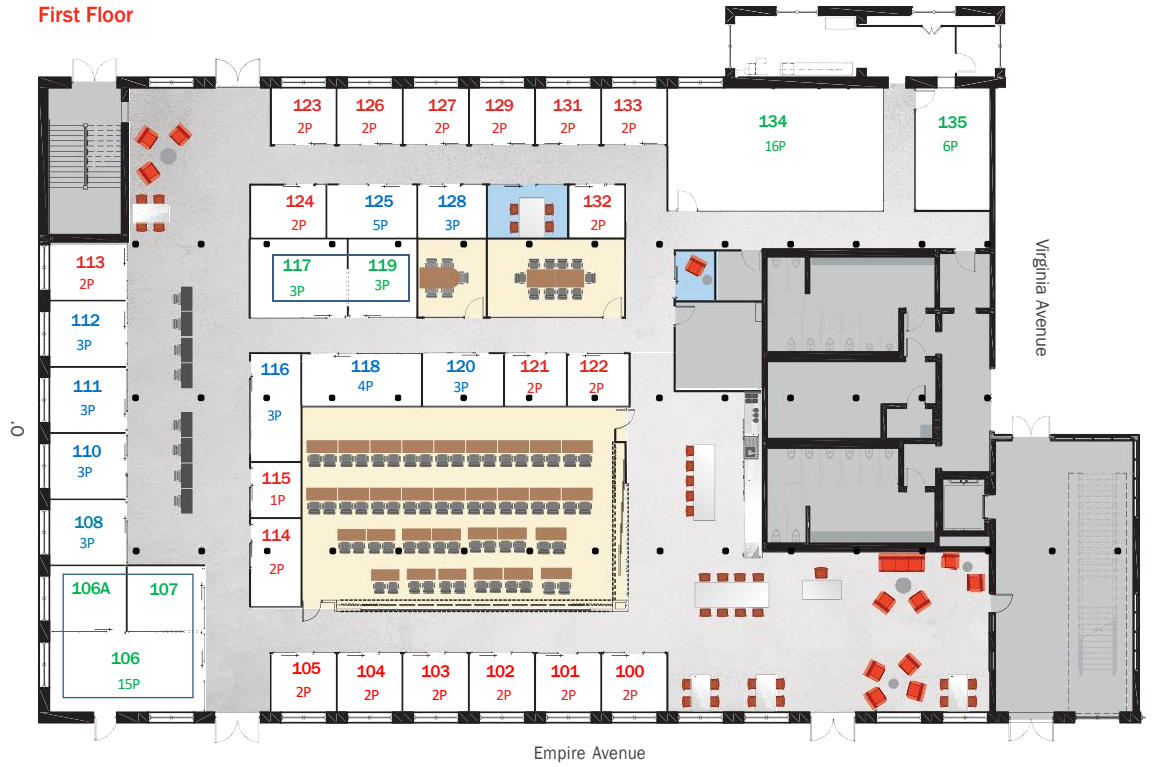 First Floor
123
2P
126
2P
127
2P
129
2P
131
2P
133
2P
134
16P
135
6P
124
2P
125
5P
128
3P
132
2P
117
3P
119
3P
113
2P
112
3P
111
3P
110
3P
108
3P
116
3P
118
4P
120
3P
121
2P
122
2P
115
1P
114
2P
106A
107
106
15P
105
2P
104
2P
103
2P
102
2P
101
2P
100
2P
O'
Virginia Avenue
Empire Avenue